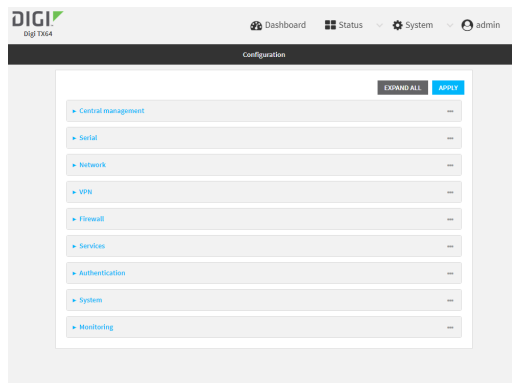 DIGI
Digi TX64
Dashboard Status System admin
Configuration
EXPAND ALL APPLY
Central management
Serial
Network
VPN
Firewall
Services
Authentication
System
Monitoring